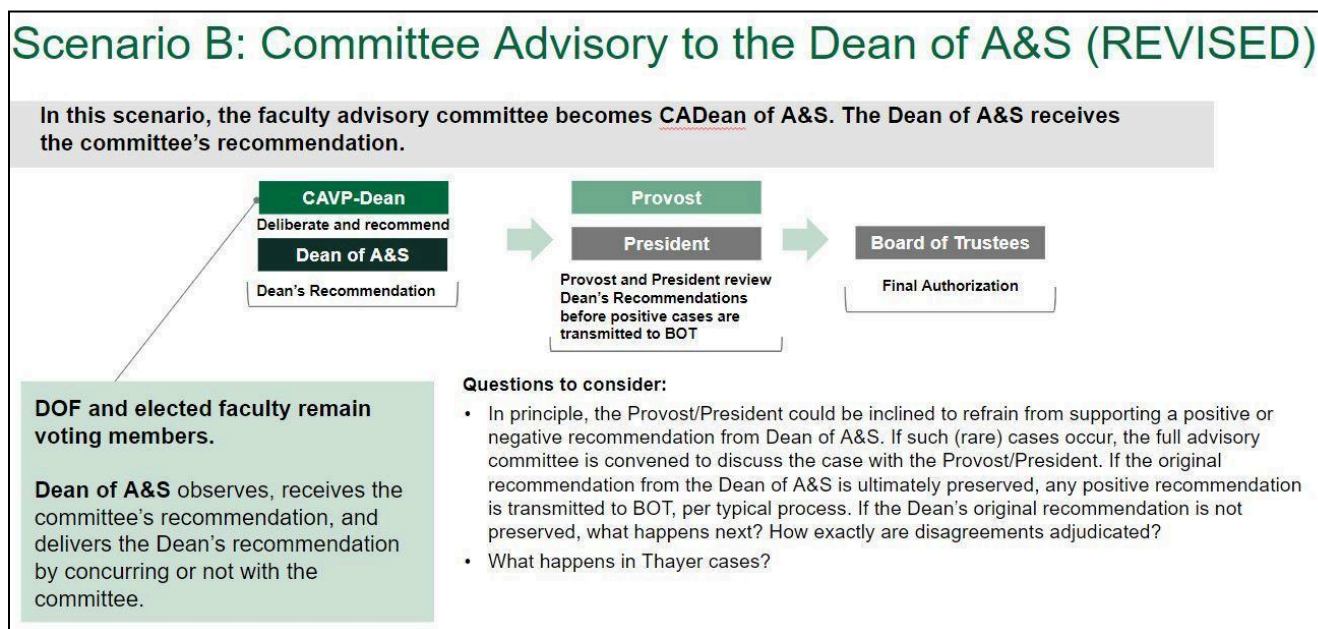 Scenario B: Committee Advisory to the Dean of A&S (REVISED)
In this scenario, the faculty advisory committee becomes CADean of A&S. The Dean of A&S receives
the committee's recommendation.
CAVP-Dean
Deliberate and recommend
Dean of A&S
Dean's Recommendation
Provost
President
Provost and President review
Dean's Recommendations
before positive cases are
transmitted to BOT
Board of Trustees
Final Authorization
DOF and elected faculty remain
voting members.
Dean of A&S observes, receives the
committee's recommendation, and
delivers the Dean's recommendation
by concurring or not with the
committee.
Questions to consider:
• In principle, the Provost/President could be inclined to refrain from supporting a positive or
negative recommendation from Dean of A&S. If such (rare) cases occur, the full advisory
committee is convened to discuss the case with the Provost/President. If the original
recommendation from the Dean of A&S is ultimately preserved, any positive recommendation
is transmitted to BOT, per typical process. If the Dean's original recommendation is not
preserved, what happens next? How exactly are disagreements adjudicated?
• What happens in Thayer cases?